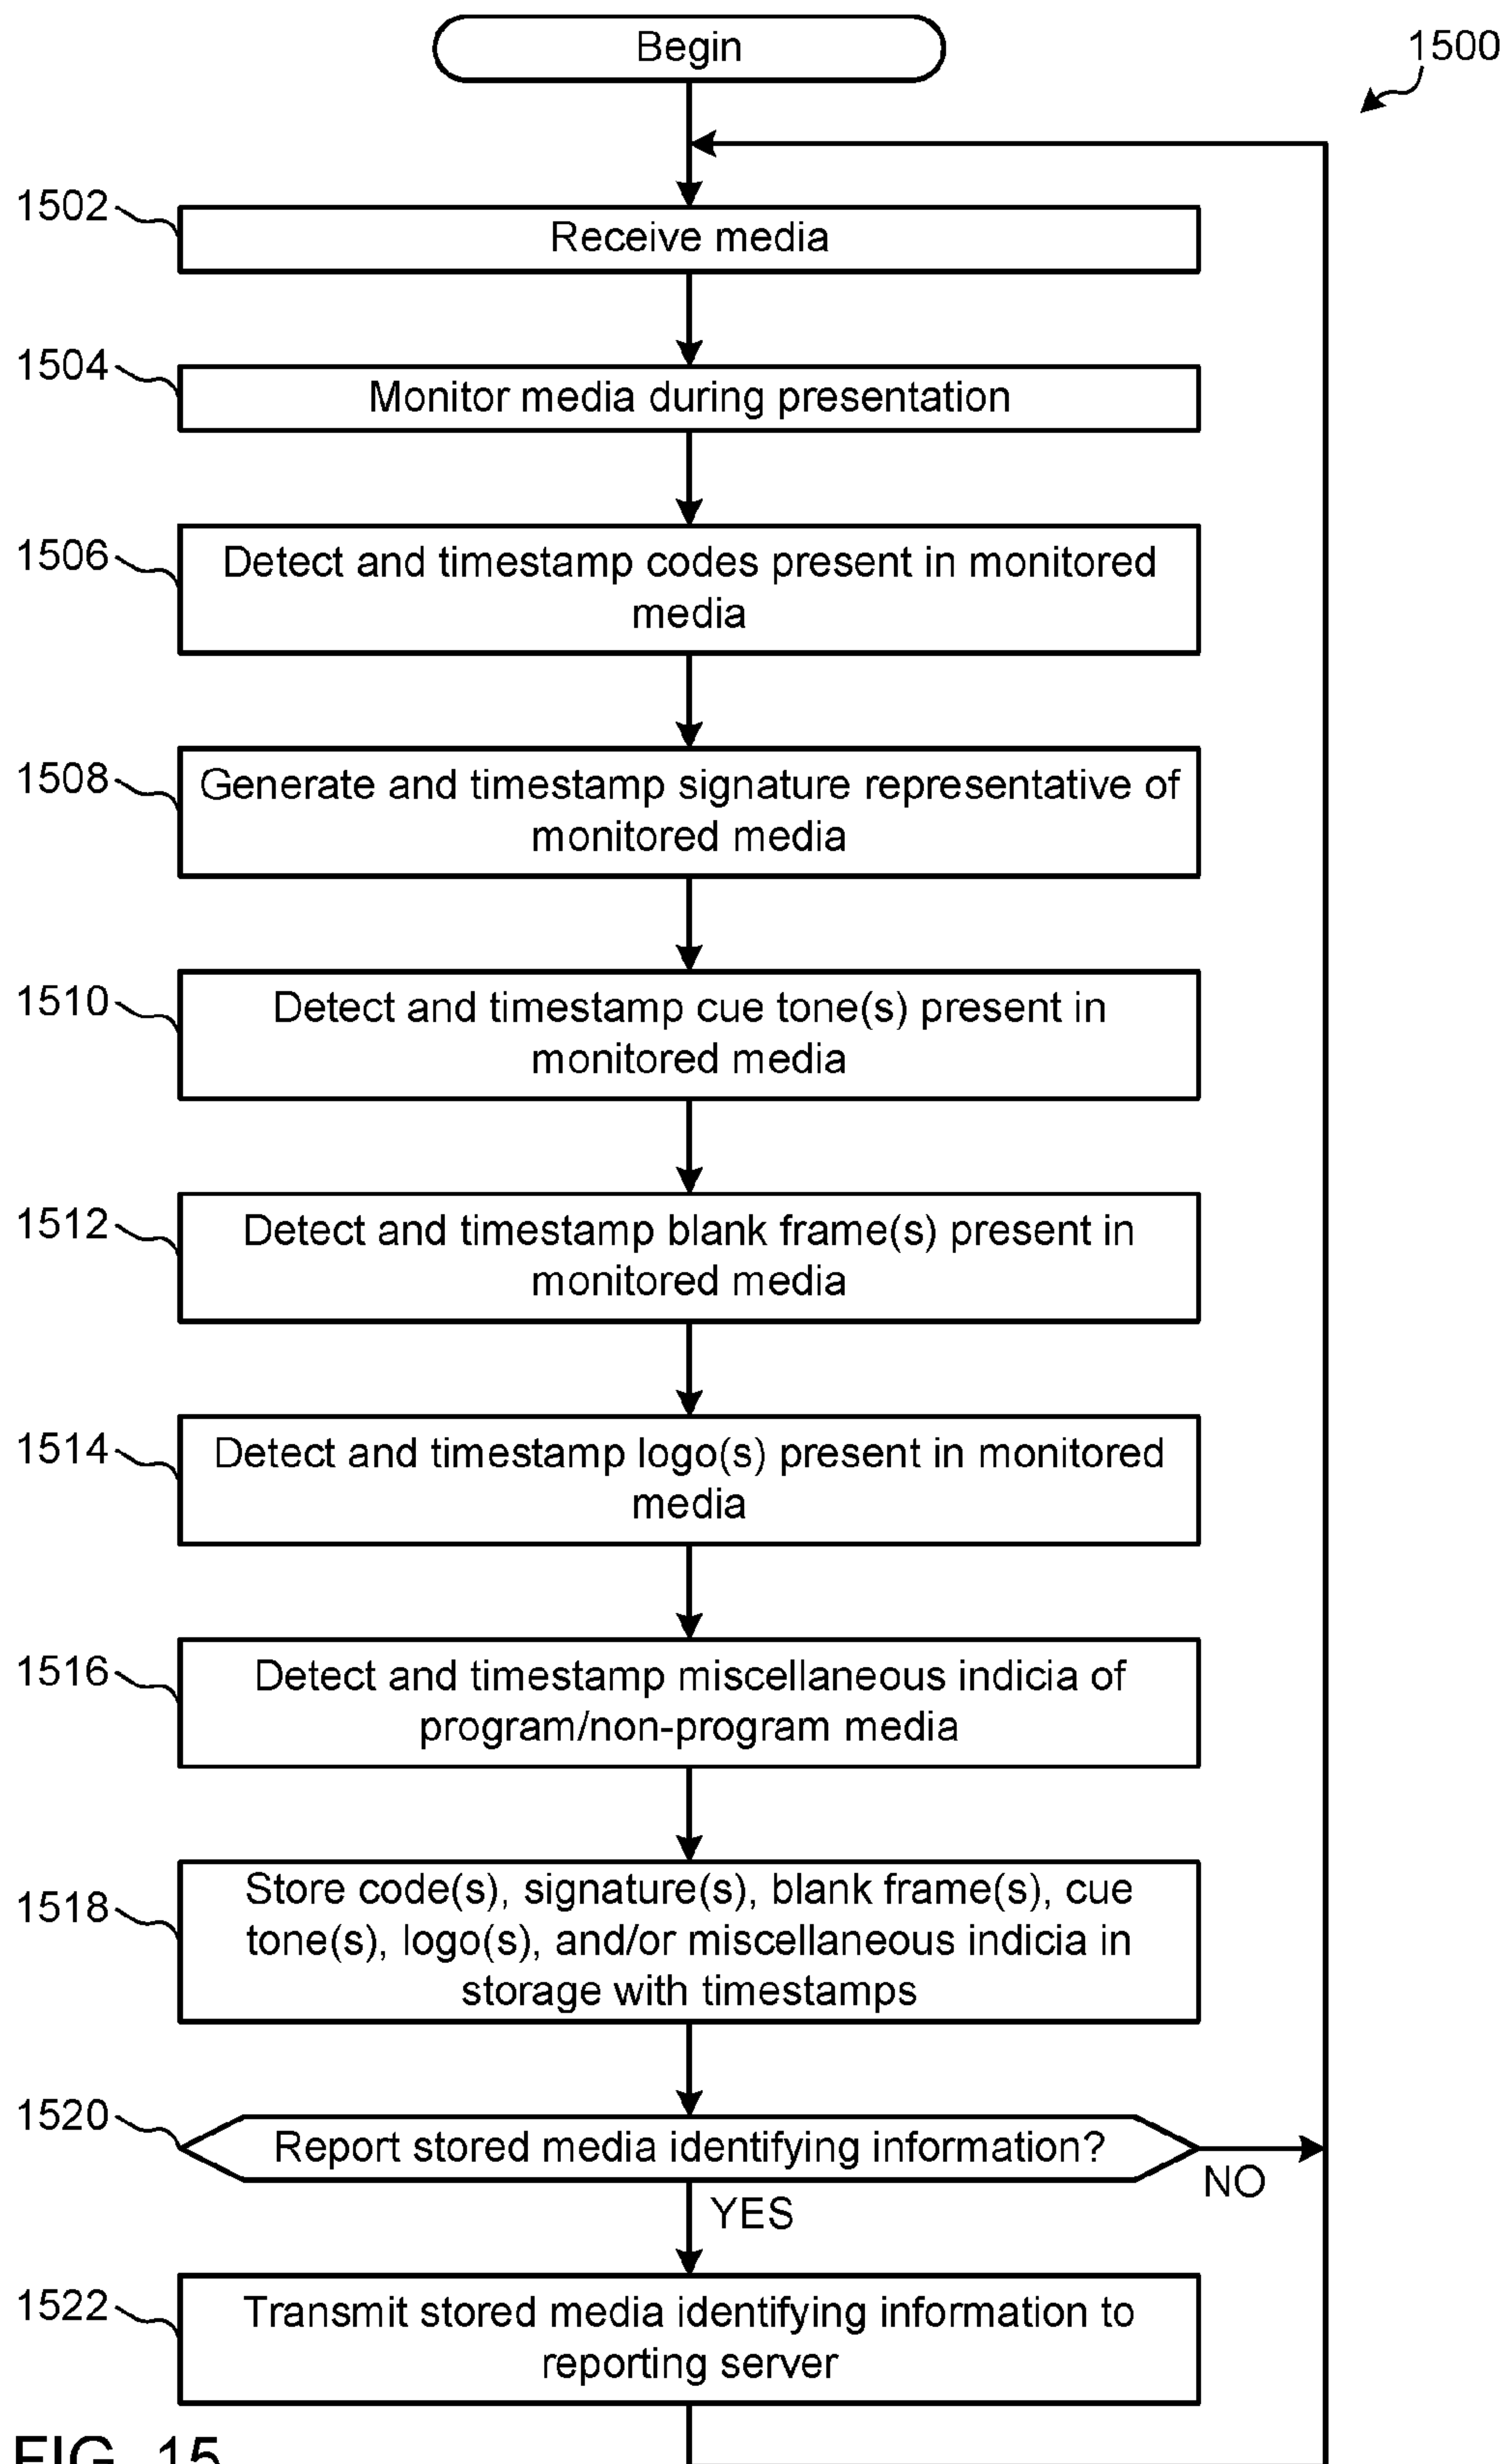 Begin
1500
1502
Receive media
1504
Monitor media during presentation
1506
Detect and timestamp codes present in monitored
media
1508
Generate and timestamp signature representative of
monitored media
1510
Detect and timestamp cue tone(s) present in
monitored media
1512
Detect and timestamp blank frame(s) present in
monitored media
1514
Detect and timestamp logo(s) present in monitored
media
1516
Detect and timestamp miscellaneous indicia of
program/non-program media
1518
Store code(s), signature(s), blank frame(s), cue
tone(s), logo(s), and/or miscellaneous indicia in
storage with timestamps
1520
Report stored media identifying information?
NO
YES
1522
Transmit stored media identifying information to
reporting server
FIG. 15